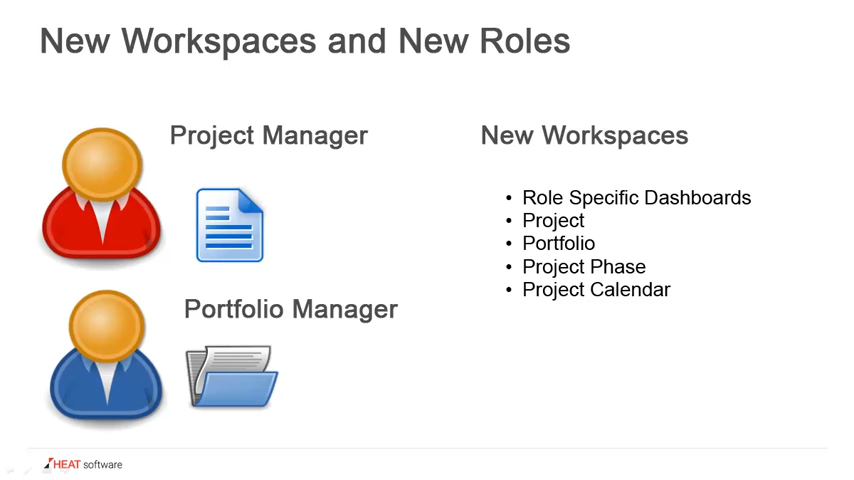 New Workspaces and New Roles
Project Manager
Portfolio Manager
New Workspaces
• Role Specific Dashboards
• Project
• Portfolio
• Project Phase
• Project Calendar
HEAT software